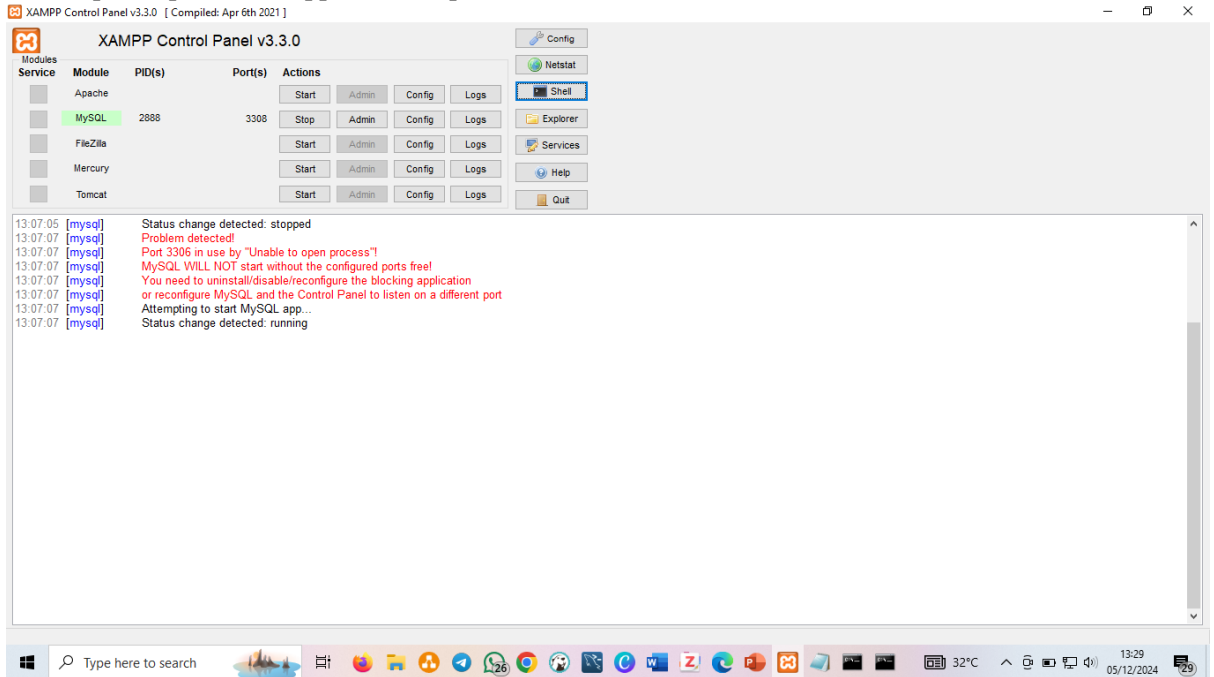 XAMPP Control Panel v3.3.0 [ Compiled: Apr 6th 2021 ]
XAMPP Control Panel v3.3.0
Config
Modules
Service Module PID(s) Port(s) Actions
Netstat
Apache Start Admin Config Logs
Shell
MySQL 2888 3308 Stop Admin Config Logs
Explorer
FileZilla Start Admin Config Logs
Services
Mercury Start Admin Config Logs
Help
Tomcat Start Admin Config Logs
Quit
13:07:05 [mysql] Status change detected: stopped
13:07:07 [mysql] Problem detected!
13:07:07 [mysql] Port 3306 in use by "Unable to open process"!
13:07:07 [mysql] MySQL WILL NOT start without the configured ports free!
13:07:07 [mysql] You need to uninstall/disable/reconfigure the blocking application
13:07:07 [mysql] or reconfigure MySQL and the Control Panel to listen on a different port
13:07:07 [mysql] Attempting to start MySQL app...
13:07:07 [mysql] Status change detected: running
Type here to search
26
32°C
13:29
05/12/2024
29